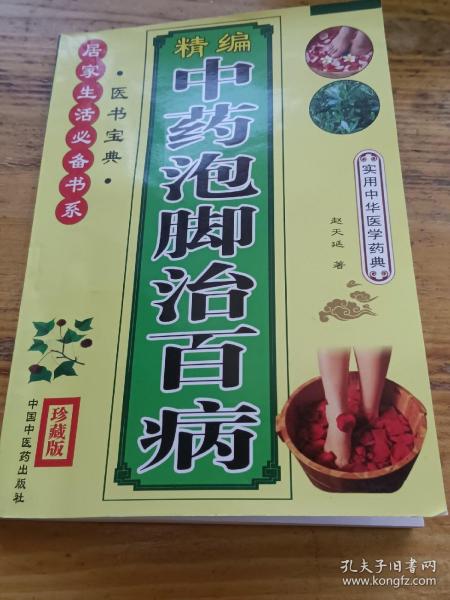 精编
中药泡脚治百病
居家生活必备书系
•医书宝典•
实用中华医学药典
赵天延 著
珍藏版
中国中医药出版社
孔夫子旧书网
www.kongfz.com